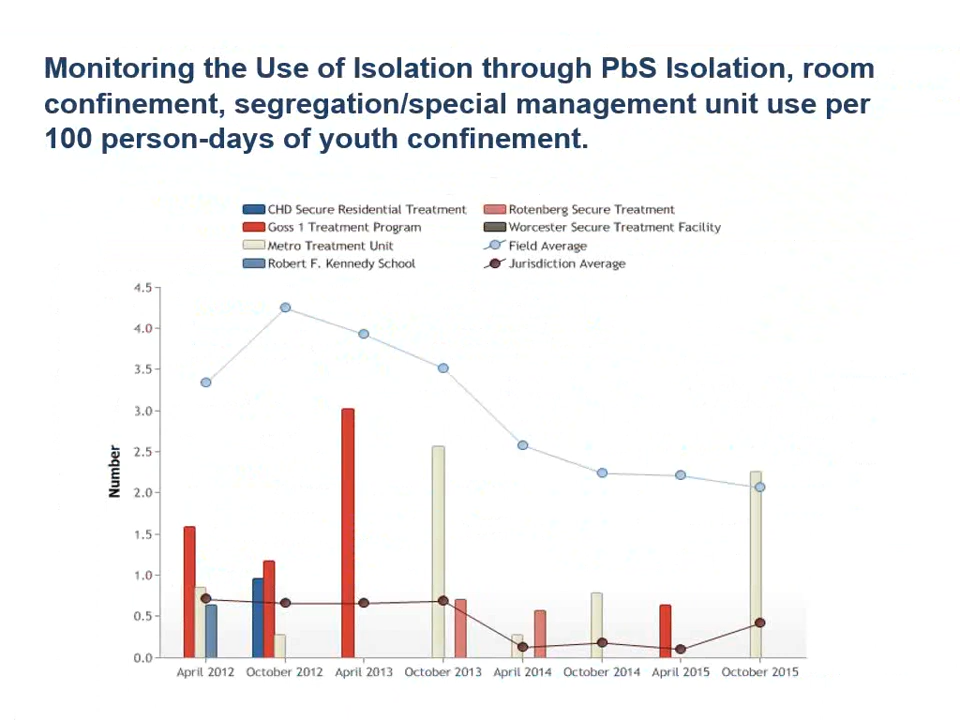 Monitoring the Use of Isolation through PbS Isolation, room
confinement, segregation/special management unit use per
100 person-days of youth confinement.
CHD Secure Residential Treatment
Goss 1 Treatment Program
Metro Treatment Unit
Robert F. Kennedy School
Rotenberg Secure Treatment
Worcester Secure Treatment Facility
Field Average
Jurisdiction Average
Number
4.5
4.0
3.5
3.0
2.5
2.0
1.5
1.0
0.5
0.0
April 2012 October 2012 April 2013 October 2013 April 2014 October 2014 April 2015 October 2015